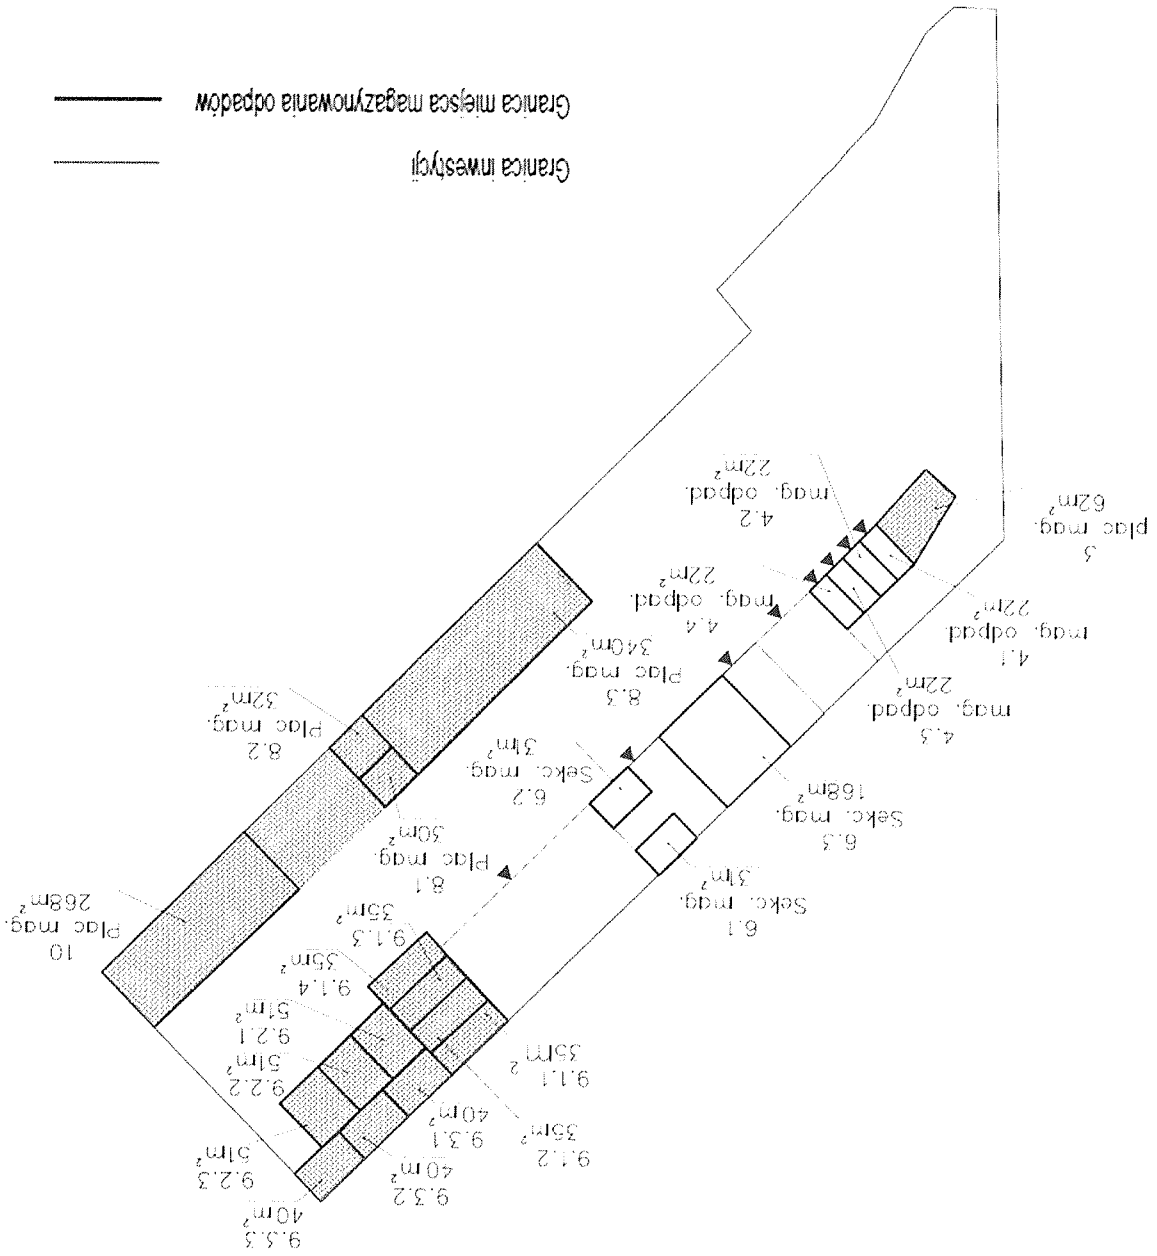 9.3.3
40m²
9.3.2
40m²
9.2.3
51m²
9.1.2
35m²
9.3.1
40m²
9.1.1
35m²
9.2.2
51m²
9.2.1
51m²
9.1.4
35m²
9.1.3
35m²
10
Plac mag.
268m²
6.1
Sekc. mag.
31m²
8.1
Plac mag.
30m²
6.3
Sekc. mag.
168m²
6.2
Sekc. mag.
31m²
8.2
Plac mag.
32m²
4.3
mag. odpad.
22m²
8.3
Plac mag.
340m²
4.1
mag. odpad.
22m²
4.4
mag. odpad.
22m²
3
plac mag.
62m²
4.2
mag. odpad.
22m²
Granica inwestycji
Granica miejsca magazynowania odpadów